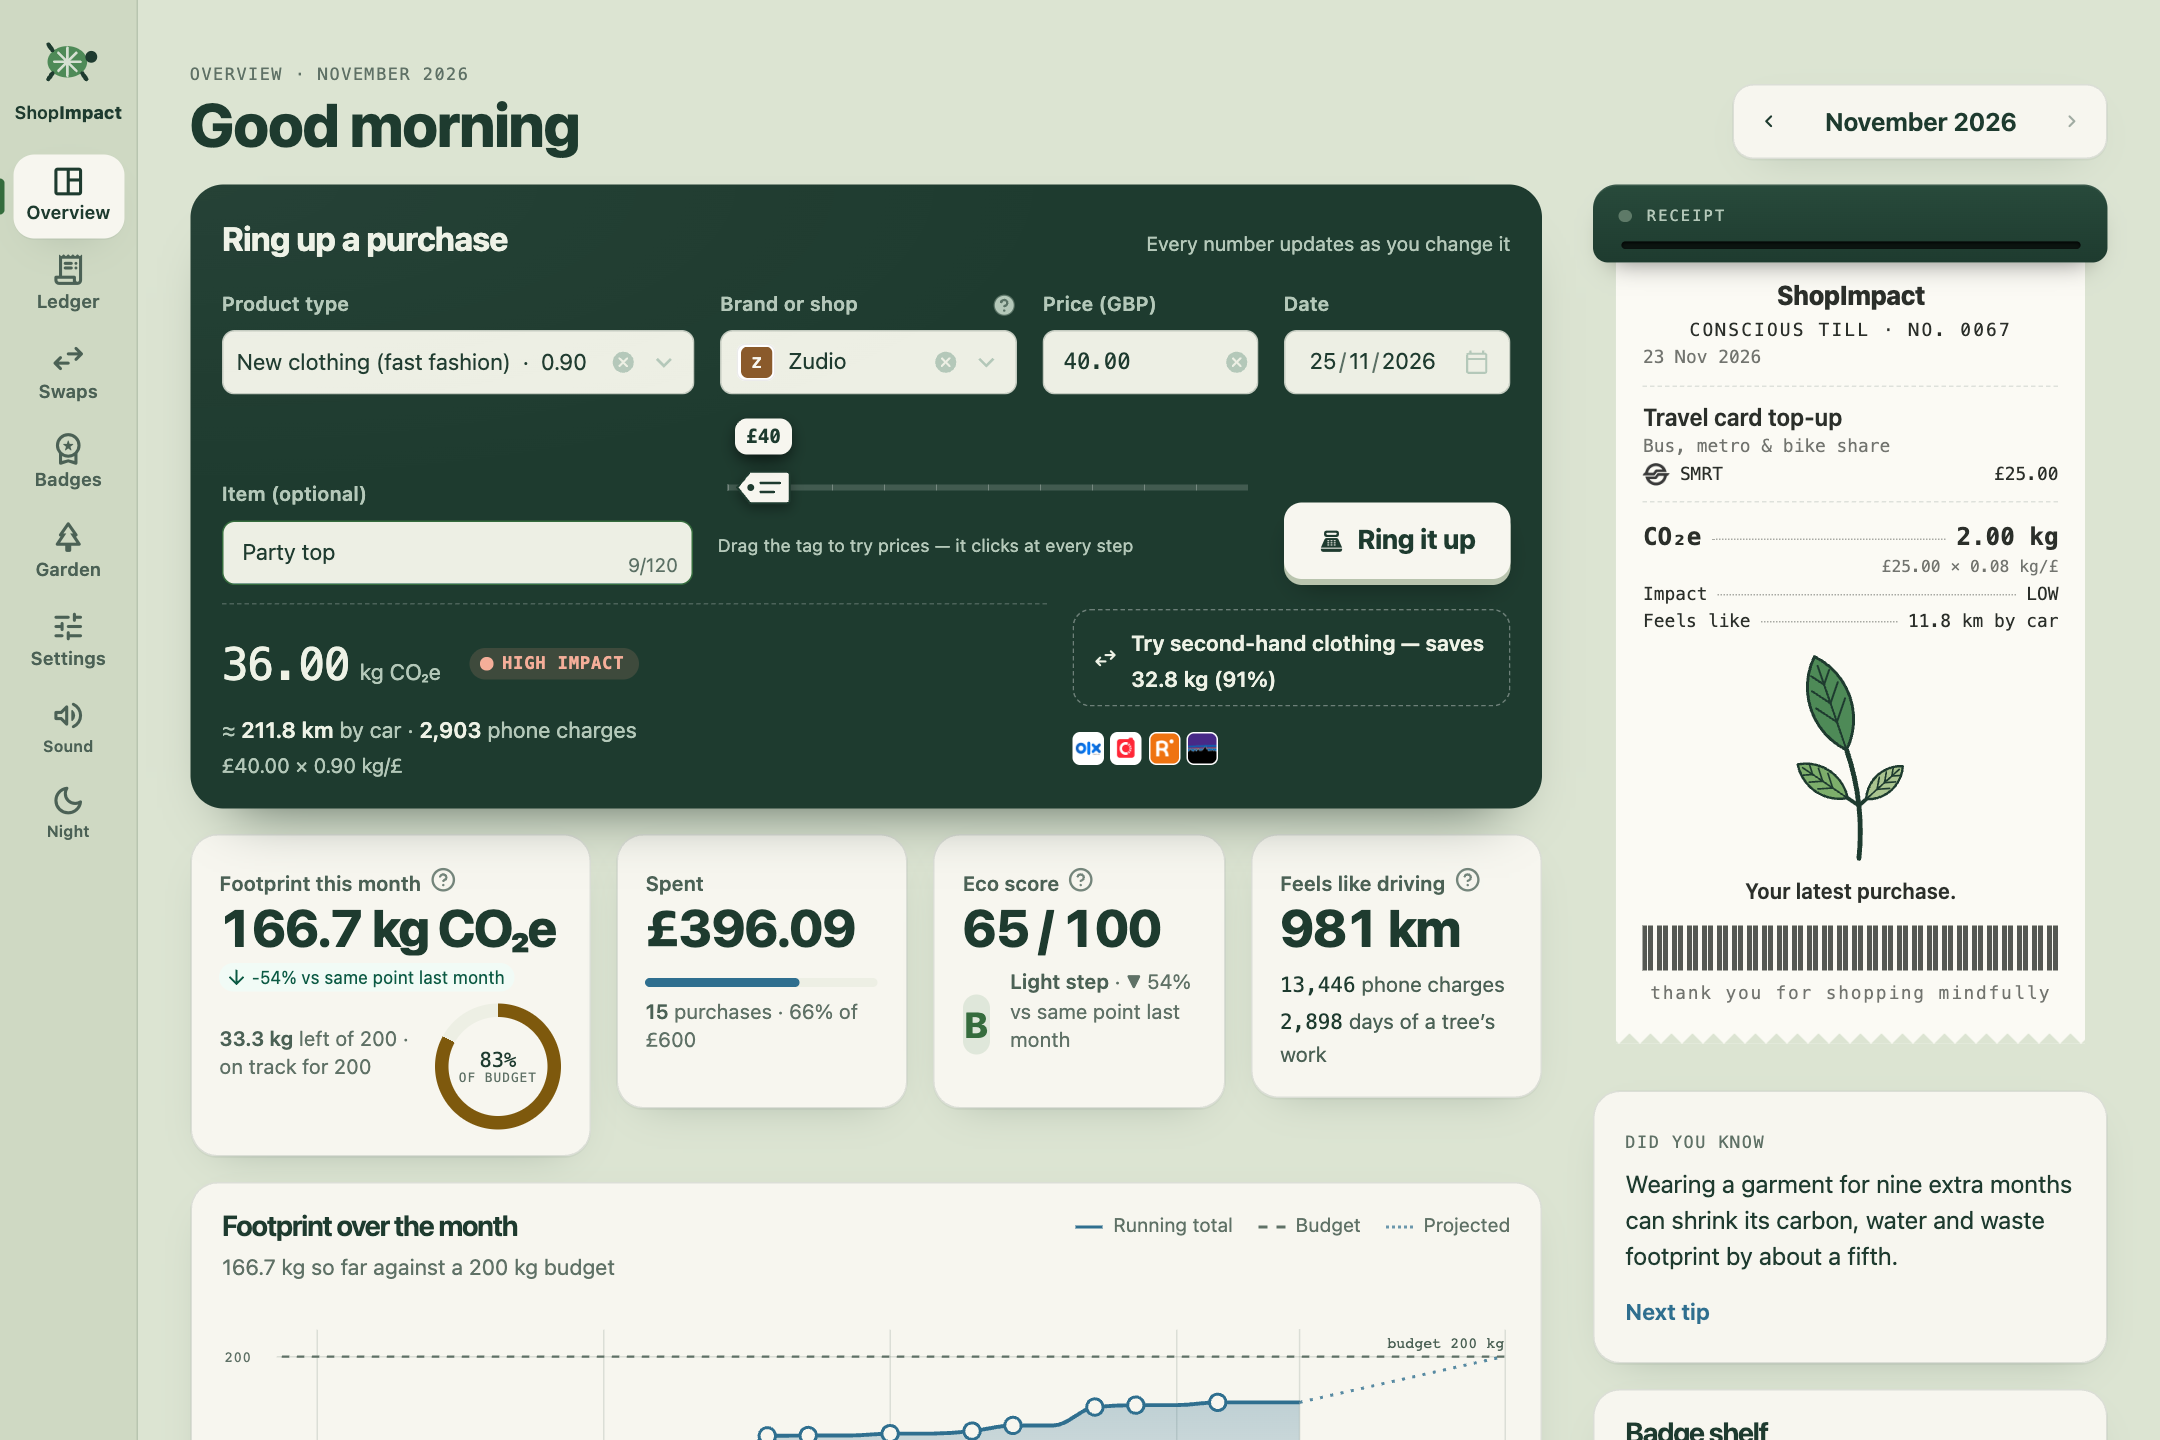 ShopImpact
Overview
Ledger
Swaps
Badges
Garden
Settings
Sound
Night
OVERVIEW · NOVEMBER 2026
Good morning
November 2026
Ring up a purchase
Every number updates as you change it
Product type
Brand or shop
Price (GBP)
Date
New clothing (fast fashion) · 0.90
Z Zudio
40.00
25/11/2026
£40
Item (optional)
Party top
9/120
Drag the tag to try prices — it clicks at every step
Ring it up
36.00 kg CO₂e
HIGH IMPACT
≈ 211.8 km by car · 2,903 phone charges
£40.00 × 0.90 kg/£
Try second-hand clothing — saves
32.8 kg (91%)
olx
R
Footprint this month
166.7 kg CO₂e
-54% vs same point last month
33.3 kg left of 200 ·
on track for 200
83%
OF BUDGET
Spent
£396.09
15 purchases · 66% of
£600
Eco score
65 / 100
B
Light step · ▼ 54%
vs same point last
month
Feels like driving
981 km
13,446 phone charges
2,898 days of a tree's
work
Footprint over the month
166.7 kg so far against a 200 kg budget
Running total
Budget
Projected
200
budget 200 kg
RECEIPT
ShopImpact
CONSCIOUS TILL · NO. 0067
23 Nov 2026
Travel card top-up
Bus, metro & bike share
SMRT £25.00
CO₂e 2.00 kg
£25.00 × 0.08 kg/£
Impact LOW
Feels like 11.8 km by car
Your latest purchase.
thank you for shopping mindfully
DID YOU KNOW
Wearing a garment for nine extra months
can shrink its carbon, water and waste
footprint by about a fifth.
Next tip
Badge shelf